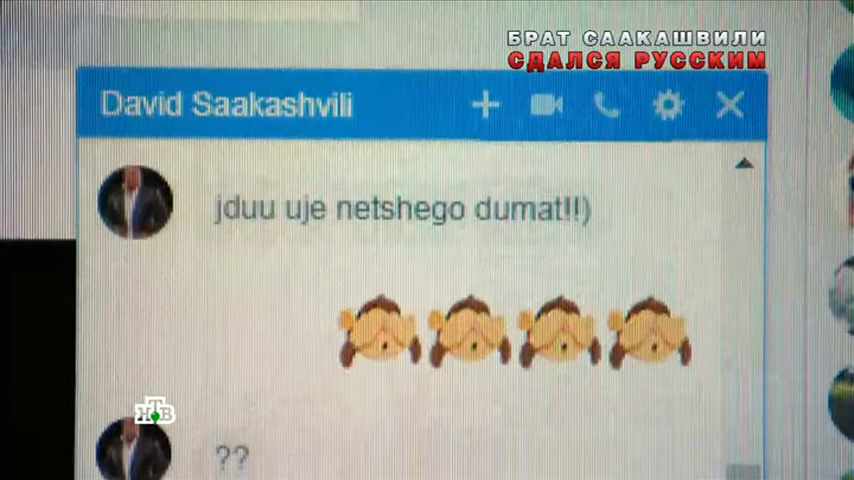 БРАТ СААКАШВИЛИ
СДАЛСЯ РУССКИМ
David Saakashvili
jduu uje netshego dumat!!)
НТВ
??